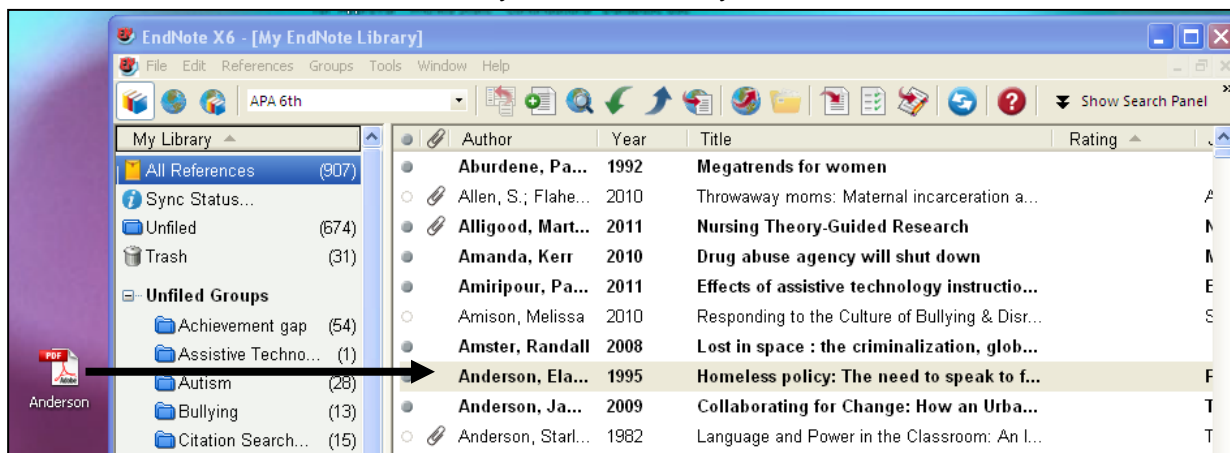 EndNote X6 - [My EndNote Library]
File Edit References Groups Tools Window Help
APA 6th Show Search Panel
My Library Author Year Title Rating
All References (907)
Sync Status...
Unfiled (674)
Trash (31)
Unfiled Groups
Achievement gap (54)
Assistive Techno... (1)
Autism (28)
Bullying (13)
Citation Search... (15)
Aburdene, Pa... 1992 Megatrends for women
Allen, S.; Flahe... 2010 Throwaway moms: Maternal incarceration a...
Alligood, Mart... 2011 Nursing Theory-Guided Research
Amanda, Kerr 2010 Drug abuse agency will shut down
Amiripour, Pa... 2011 Effects of assistive technology instructio...
Amison, Melissa 2010 Responding to the Culture of Bullying & Disr...
Amster, Randall 2008 Lost in space : the criminalization, glob...
Anderson, Ela... 1995 Homeless policy: The need to speak to f...
Anderson, Ja... 2009 Collaborating for Change: How an Urba...
Anderson, Starl... 1982 Language and Power in the Classroom: An I...
PDF
Adobe
Anderson